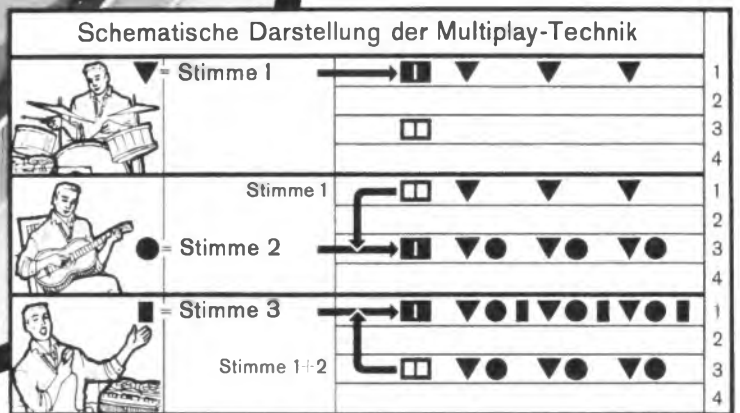 Schematische Darstellung der Multiplay-Technik
= Stimme 1
1
2
3
4
Stimme 1
1
2
= Stimme 2
3
4
= Stimme 3
1
2
Stimme 1+2
3
4